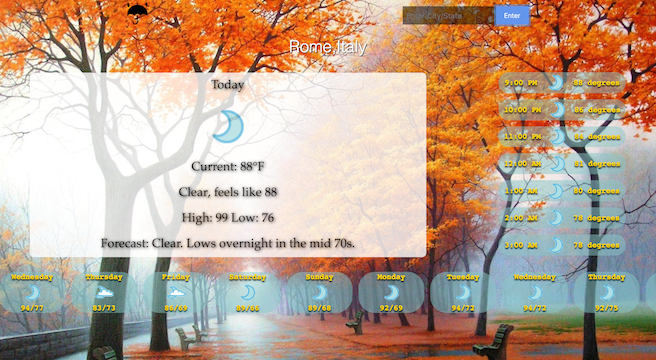 Enter City/State
Enter
Rome,Italy
Today
Current: 88°F
Clear, feels like 88
High: 99 Low: 76
Forecast: Clear. Lows overnight in the mid 70s.
9:00 PM 88 degrees
10:00 PM 86 degrees
11:00 PM 84 degrees
12:00 AM 81 degrees
1:00 AM 80 degrees
2:00 AM 78 degrees
3:00 AM 78 degrees
Wednesday Thursday Friday Saturday Sunday Monday Tuesday Wednesday Thursday
94/77 83/73 86/69 89/66 89/68 92/69 94/72 94/72 92/75